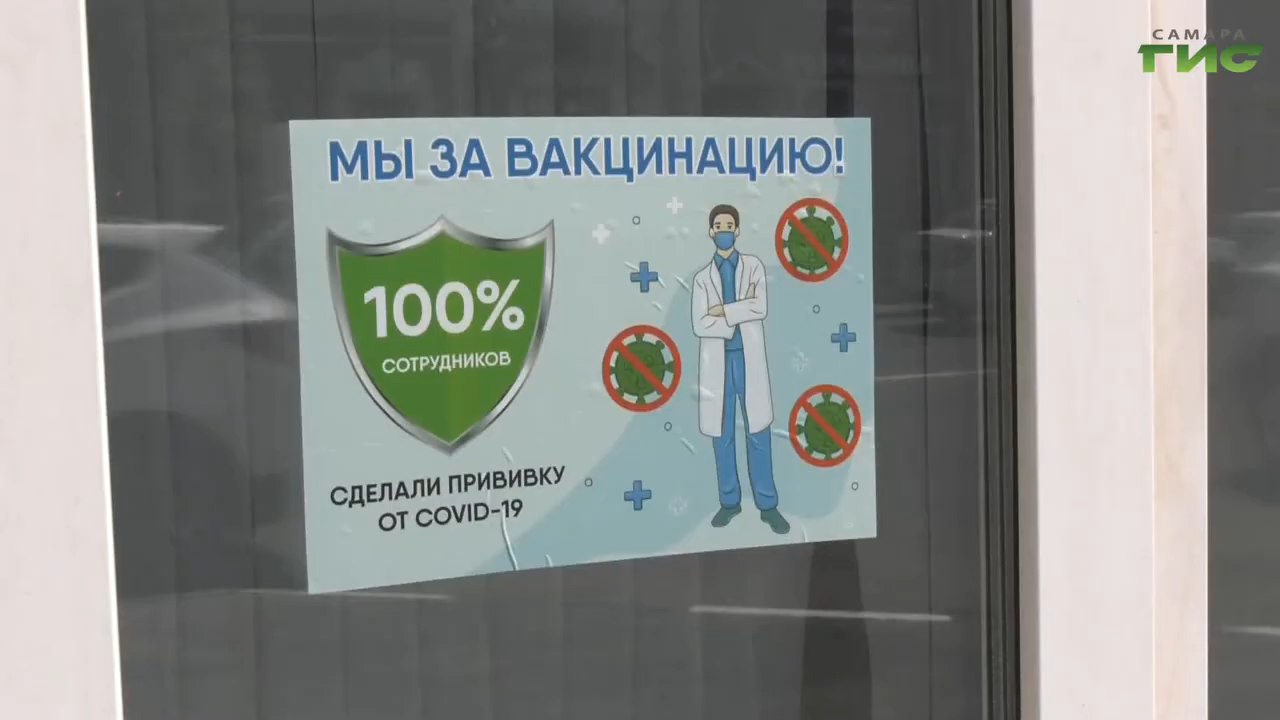 САМАРА
ГИС
МЫ ЗА ВАКЦИНАЦИЮ!
100%
СОТРУДНИКОВ
СДЕЛАЛИ ПРИВИВКУ
ОТ COVID-19